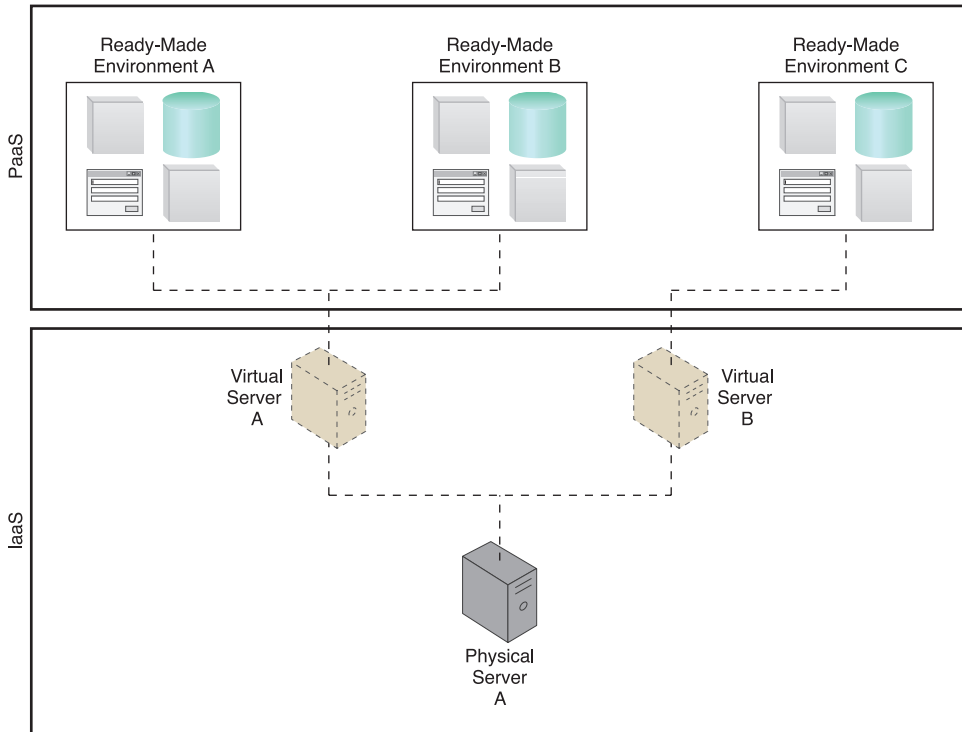 PaaS
Ready-Made
Environment A
Ready-Made
Environment B
Ready-Made
Environment C
IaaS
Virtual
Server
A
Virtual
Server
B
Physical
Server
A